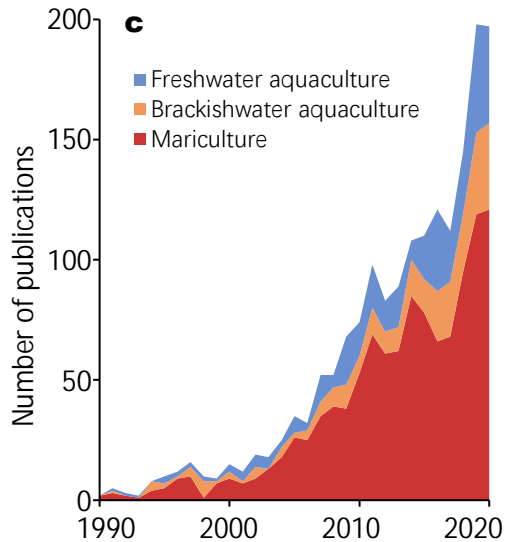 c
200
Freshwater aquaculture
Brackishwater aquaculture
Mariculture
150
100
50
0
Number of publications
1990 2000 2010 2020